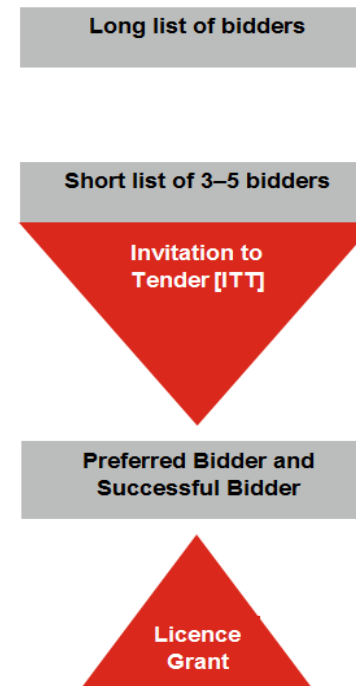 Long list of bidders
Short list of 3–5 bidders
Invitation to
Tender [ITT]
Preferred Bidder and
Successful Bidder
Licence
Grant